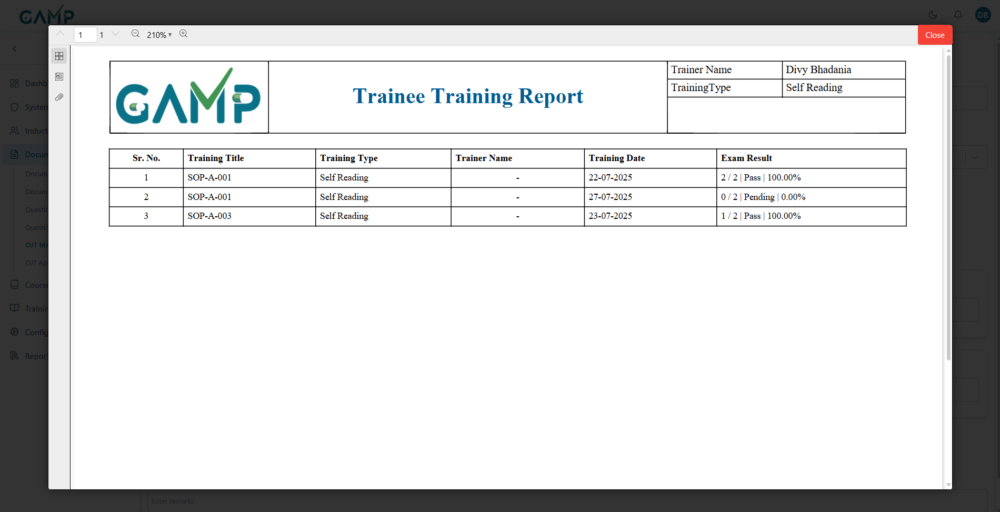 GAMP
DB
1 1 210% Close
GAMP
Trainee Training Report
Trainer Name Divy Bhadania
TrainingType Self Reading
Sr. No. Training Title Training Type Trainer Name Training Date Exam Result
1 SOP-A-001 Self Reading - 22-07-2025 2 / 2 | Pass | 100.00%
2 SOP-A-001 Self Reading - 27-07-2025 0 / 2 | Pending | 0.00%
3 SOP-A-003 Self Reading - 23-07-2025 1 / 2 | Pass | 100.00%
Dashb
System
Induct
Docum
Docum
Docum
Questio
Questio
OJT Ma
OJT Ap
Course
Trainin
Config
Report
Enter remarks